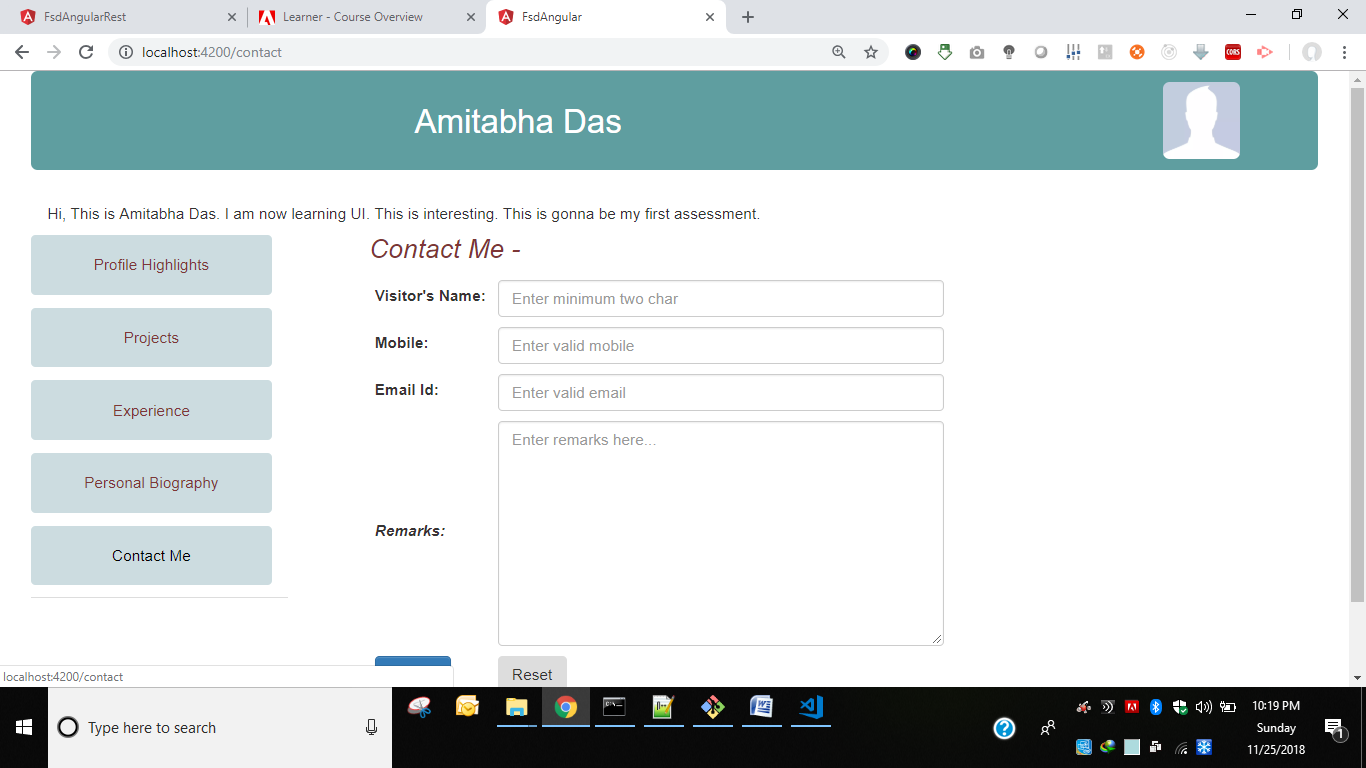 FsdAngularRest
Learner - Course Overview
FsdAngular
localhost:4200/contact
CORS
Amitabha Das
Hi, This is Amitabha Das. I am now learning UI. This is interesting. This is gonna be my first assessment.
Profile Highlights
Projects
Experience
Personal Biography
Contact Me
Contact Me -
Visitor's Name:
Enter minimum two char
Mobile:
Enter valid mobile
Email Id:
Enter valid email
Remarks:
Enter remarks here...
Reset
localhost:4200/contact
Type here to search
10:19 PM
Sunday
11/25/2018
1